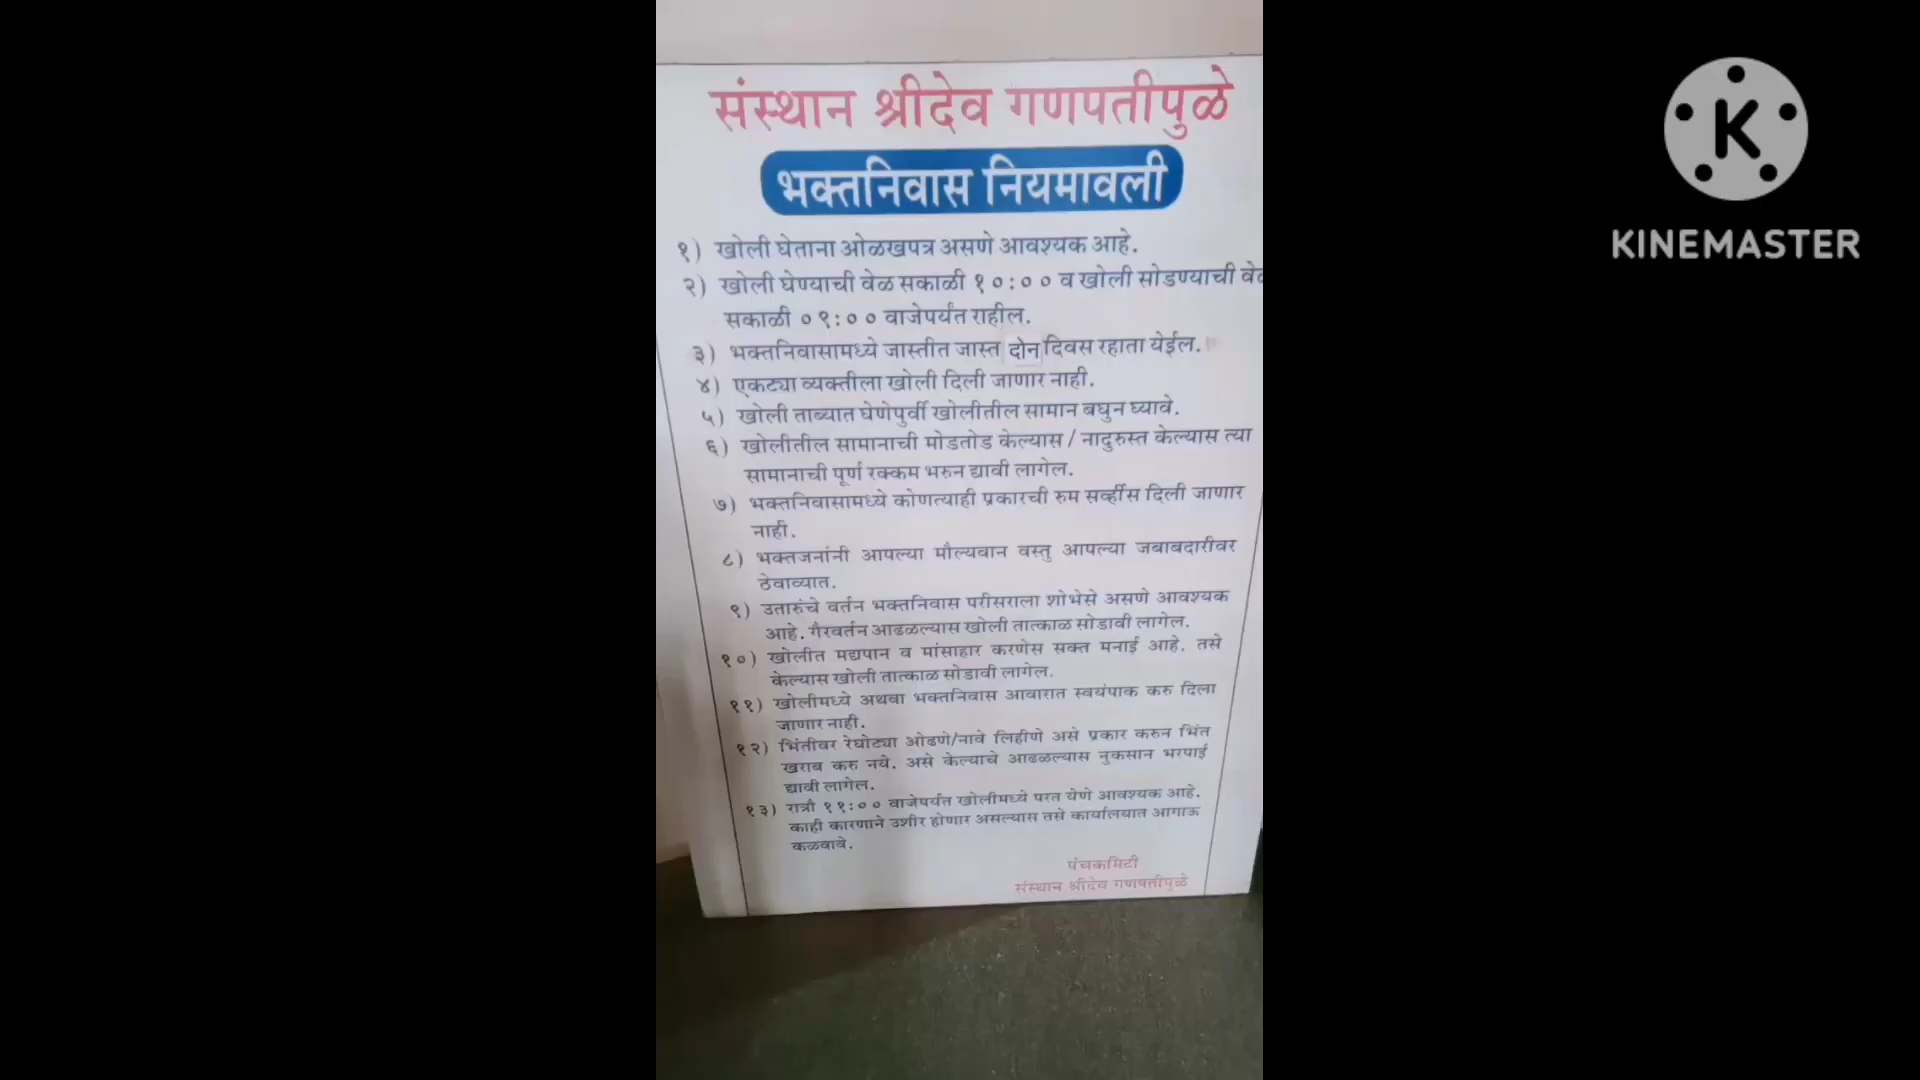 संस्थान श्रीदेव गणपतीपुळे
भक्तनिवास नियमावली
१) खोली घेताना ओळखपत्र असणे आवश्यक आहे.
२) खोली घेण्याची वेळ सकाळी १०:०० व खोली सोडण्याची
सकाळी ०९:०० वाजेपर्यंत राहील.
३) भक्तनिवासामध्ये जास्तीत जास्त दोन दिवस रहाता येईल.
४) एकट्या व्यक्तीला खोली दिली जाणार नाही.
५) खोली ताब्यात घेणेपुर्वी खोलीतील सामान बघुन घ्यावे.
६) खोलीतील सामानाची मोडतोड केल्यास / नादुरुस्त केल्यास त्या
सामानाची पूर्ण रक्कम भरुन द्यावी लागेल.
७) भक्तनिवासामध्ये कोणत्याही प्रकारची रुम सर्व्हीस दिली जाणार
नाही.
८) भक्तजनांनी आपल्या मौल्यवान वस्तु आपल्या जबाबदारीवर
ठेवाव्यात.
९) उतारुंचे वर्तन भक्तनिवास परीसराला शोभेसे असणे आवश्यक
आहे. गैरवर्तन आढळल्यास खोली तात्काळ सोडावी लागेल.
१०) खोलीत मद्यपान व मांसाहार करणेस सक्त मनाई आहे. तसे
केल्यास खोली तात्काळ सोडावी लागेल.
११) खोलीमध्ये अथवा भक्तनिवास आवारात स्वयंपाक करु दिला
जाणार नाही.
१२) भिंतीवर रेघोट्या ओढणे/नावे लिहीणे असे प्रकार करुन भिंत
खराब करु नये. असे केल्याचे आढळल्यास नुकसान भरपाई
द्यावी लागेल.
१३) रात्रौ ११:०० वाजेपर्यंत खोलीमध्ये परत येणे आवश्यक आहे.
काही कारणाने उशीर होणार असल्यास तसे कार्यालयात आगाऊ
कळवावे.
पंचकमिटी
संस्थान श्रीदेव गणपतीपुळे
K
KINEMASTER